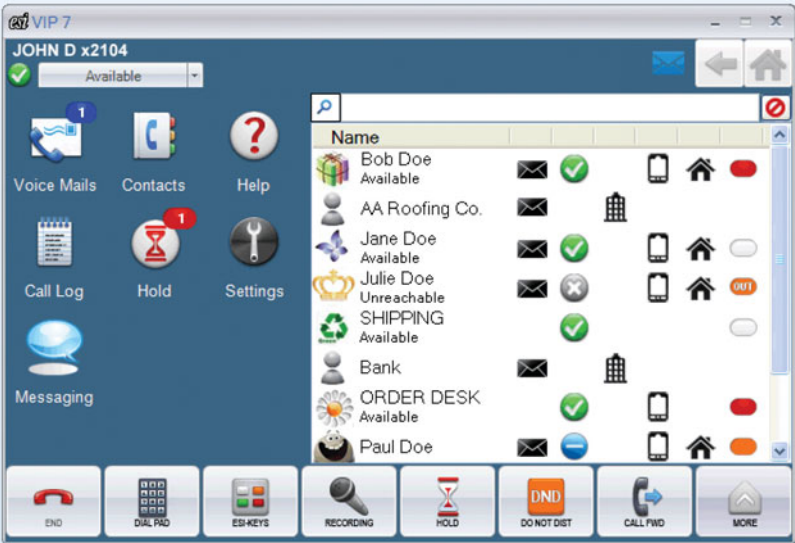 esi VIP 7
JOHN D x2104
Available
1
Voice Mails
Contacts
Help
1
Call Log
Hold
Settings
Messaging
Name
Bob Doe
Available
AA Roofing Co.
Jane Doe
Available
Julie Doe
Unreachable
OUT
SHIPPING
Available
Bank
ORDER DESK
Available
Paul Doe
END
DIAL PAD
ESI-KEYS
RECORDING
HOLD
DND
DO NOT DIST
CALL FWD
MORE